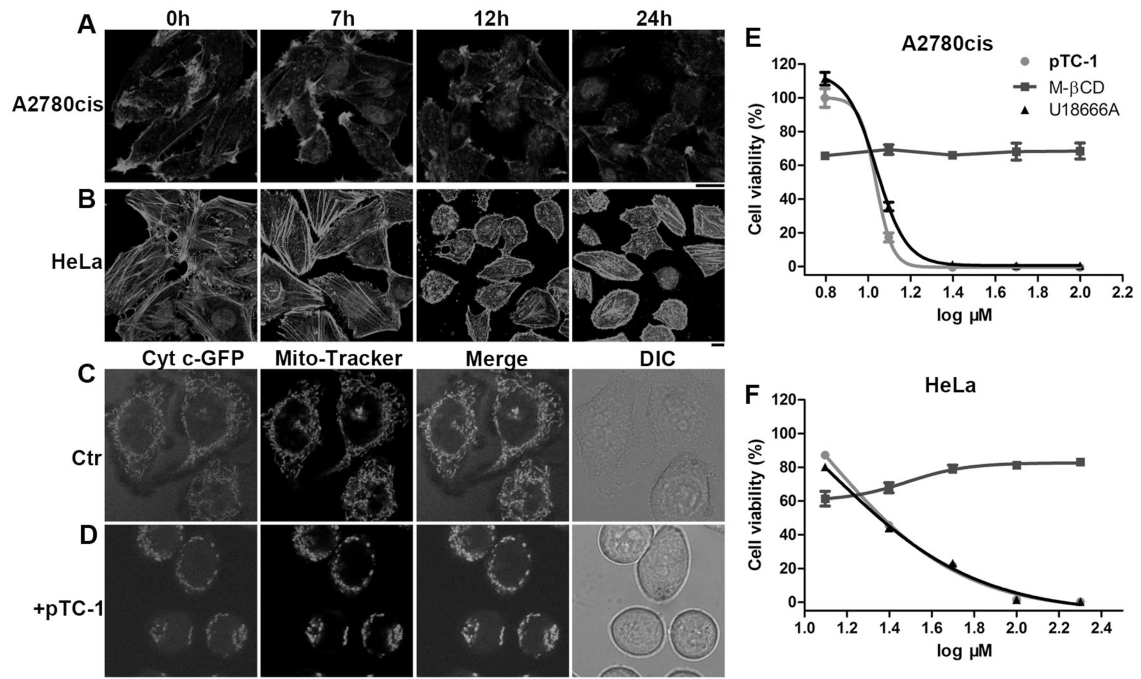 A
0h
7h
12h
24h
A2780cis
B
HeLa
Cyt c-GFP
Mito-Tracker
Merge
DIC
C
Ctr
D
+pTC-1
E
A2780cis
pTC-1
M-βCD
U18666A
Cell viability (%)
120
100
80
60
40
20
0
0.8
1.0
1.2
1.4
1.6
1.8
2.0
2.2
log µM
F
HeLa
Cell viability (%)
120
100
80
60
40
20
0
1.0
1.2
1.4
1.6
1.8
2.0
2.2
2.4
log µM